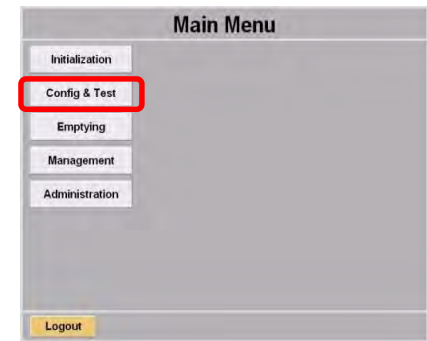 Main Menu
Initialization
Config & Test
Emptying
Management
Administration
Logout